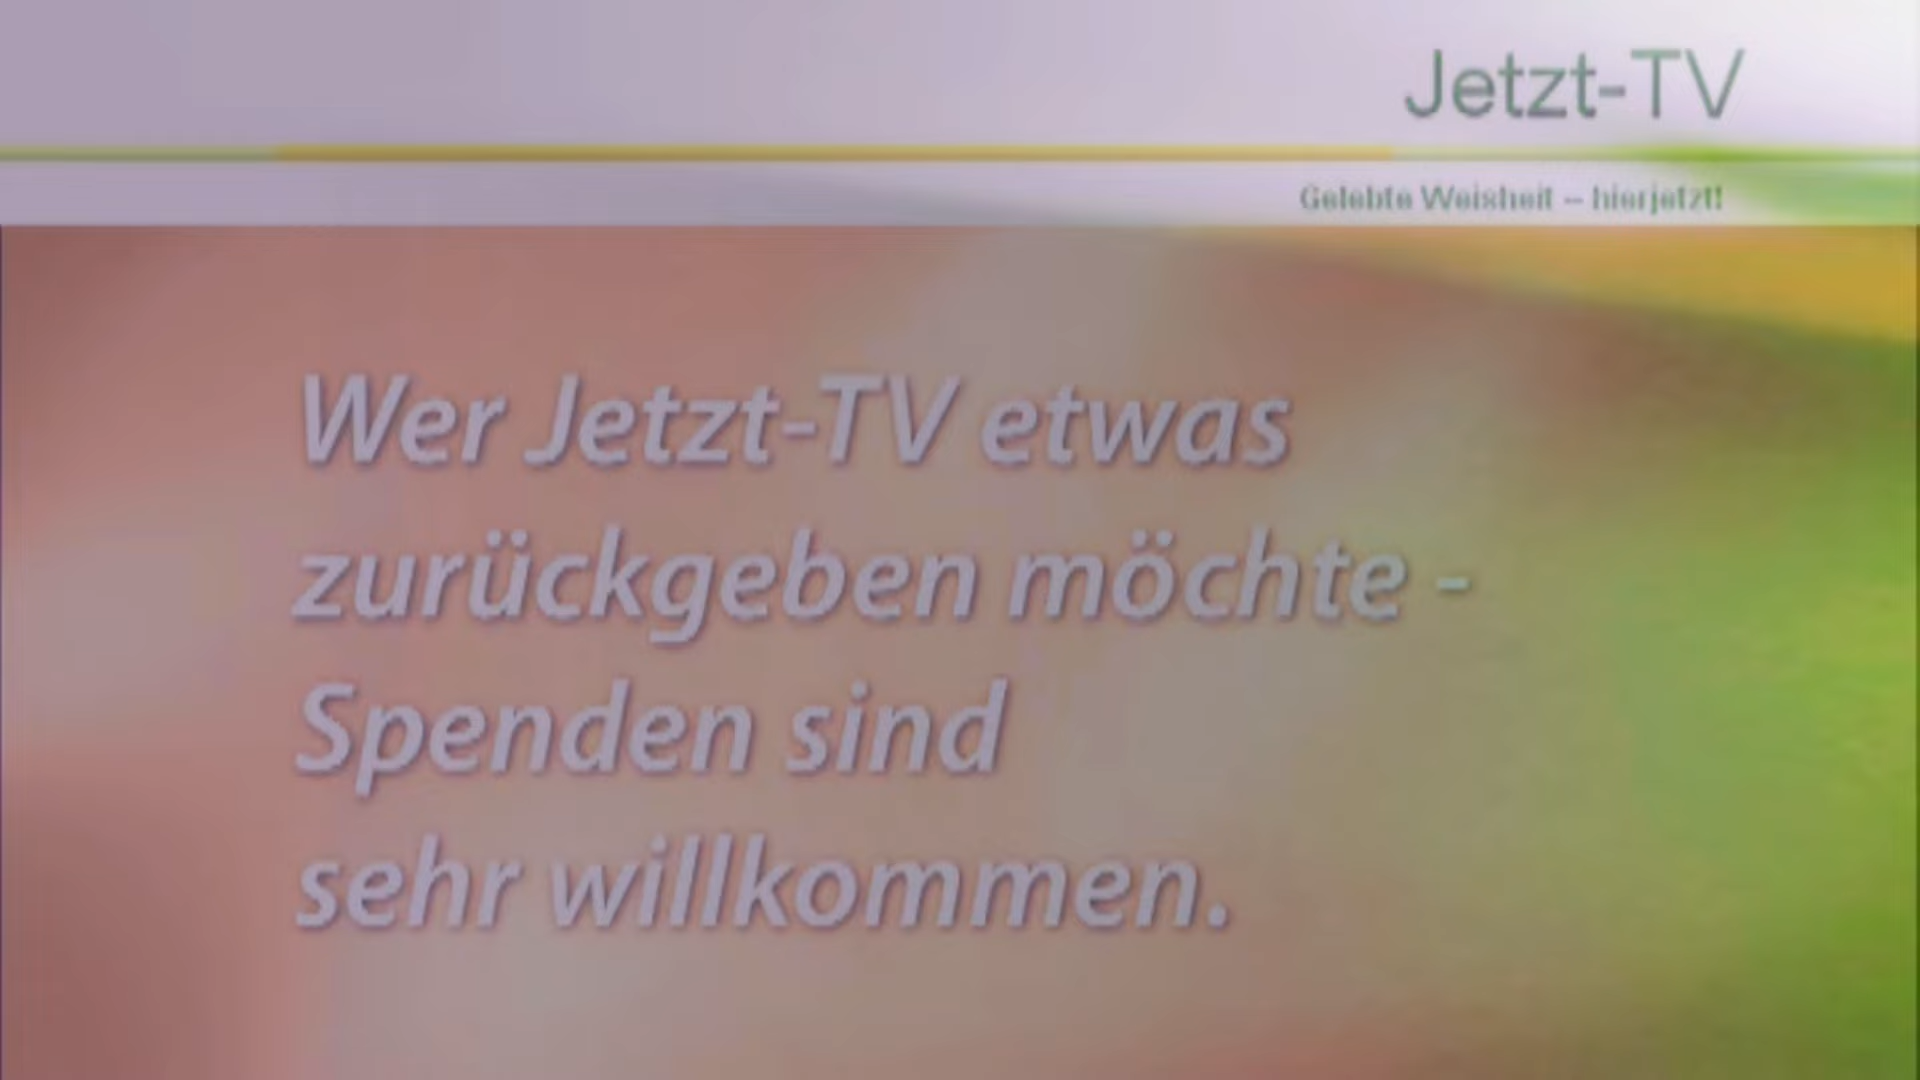 Jetzt-TV
Gelebte Weisheit – hierjetzt!
Wer Jetzt-TV etwas
zurückgeben möchte -
Spenden sind
sehr willkommen.